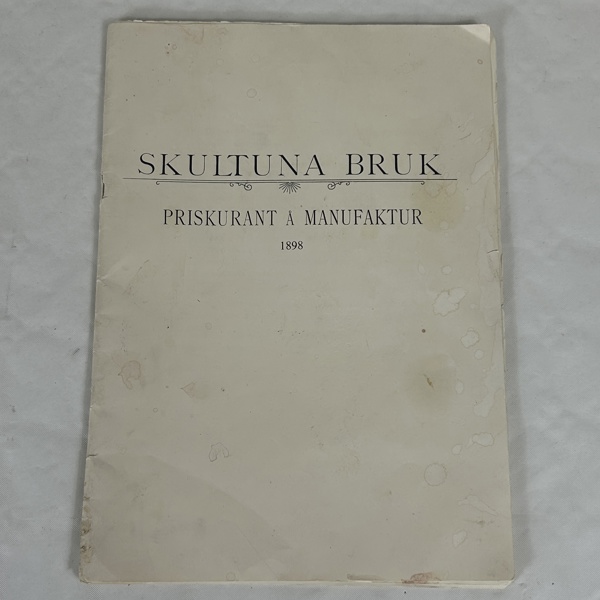 SKULTUNA BRUK
PRISKURANT Å MANUFAKTUR
1898